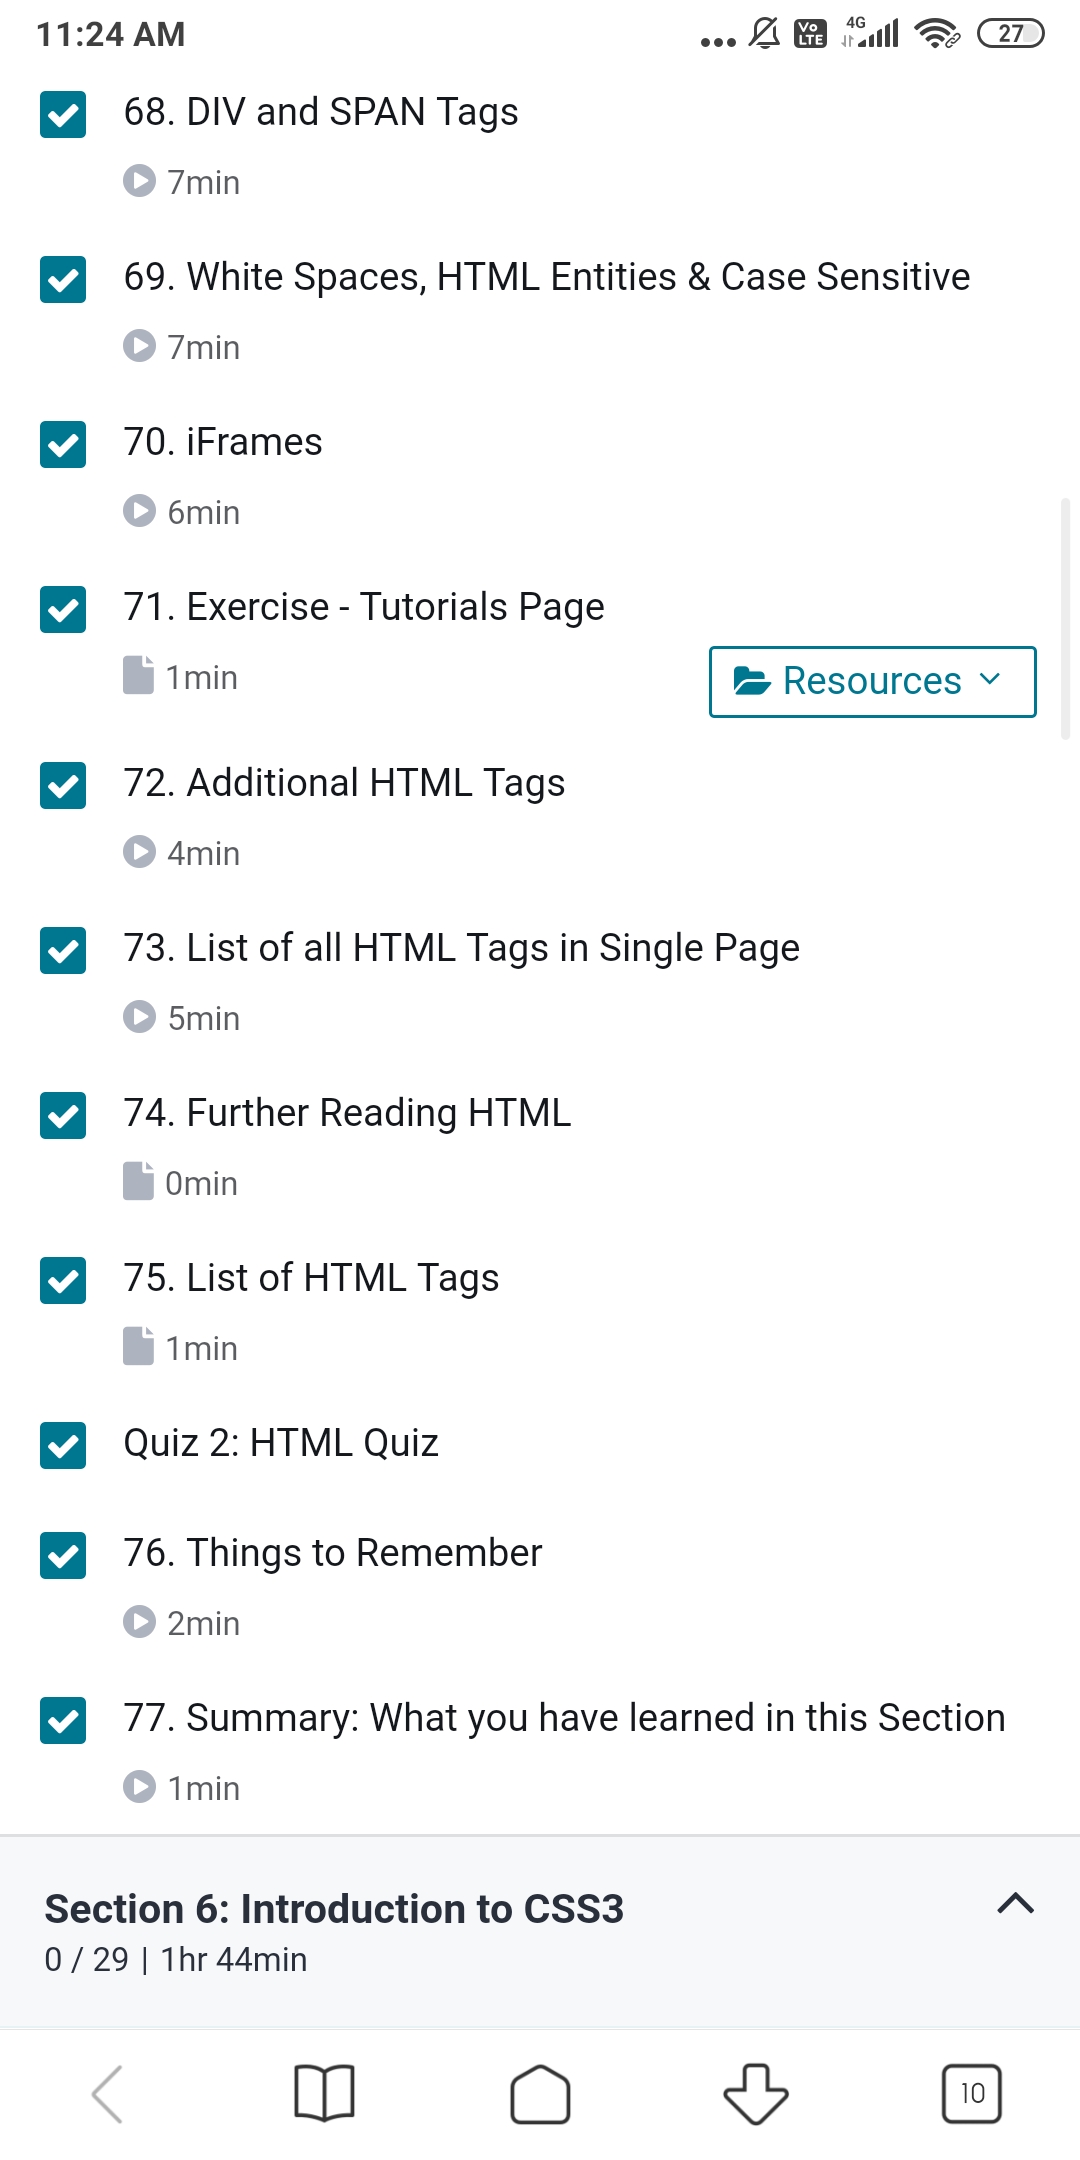 11:24 AM
Vo LTE 4G 27
68. DIV and SPAN Tags
7min
69. White Spaces, HTML Entities & Case Sensitive
7min
70. iFrames
6min
71. Exercise - Tutorials Page
1min
Resources
72. Additional HTML Tags
4min
73. List of all HTML Tags in Single Page
5min
74. Further Reading HTML
0min
75. List of HTML Tags
1min
Quiz 2: HTML Quiz
76. Things to Remember
2min
77. Summary: What you have learned in this Section
1min
Section 6: Introduction to CSS3
0 / 29 | 1hr 44min
10